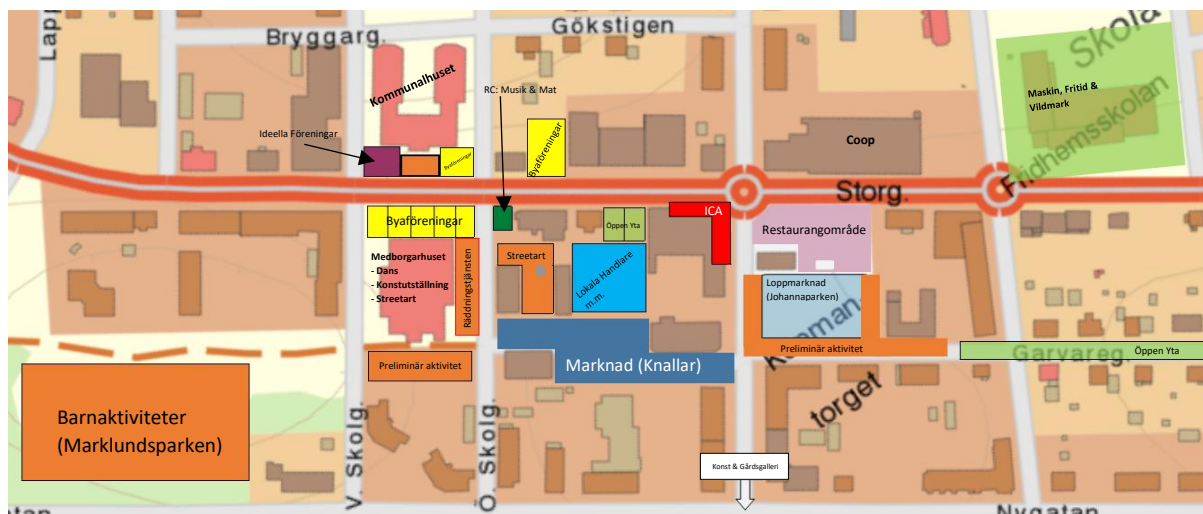 Lapp
Bryggarg.
Gökstigen
Skola
Kommunalhuset
RC: Musik & Mat
Maskin, Fritid &
Vildmark
Ideella Föreningar
Byaföreningar
Byaföreningar
Coop
Fridhemsskolan
Storg.
ICA
Byaföreningar
Öppen Yta
Restaurangområde
Medborgarhuset
- Dans
- Konstutställning
- Streetart
Räddningstjänsten
Streetart
Lokala Handlare
m.m.
Loppmarknad
(Johannaparken)
Preliminär aktivitet
Marknad (Knallar)
Preliminär aktivitet
Garvareg.
Öppen Yta
torget
Barnaktiviteter
(Marklundsparken)
V. Skolg.
Ö. Skolg.
Konst & Gårdsgalleri
Nygatan